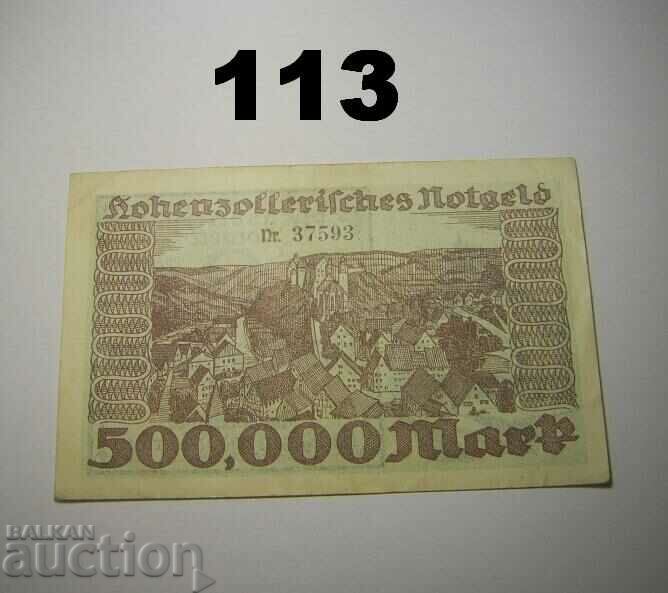 113
Hohenzollerisches Notgeld
Nr. 37593
500,000 Mark
BALKAN
auction